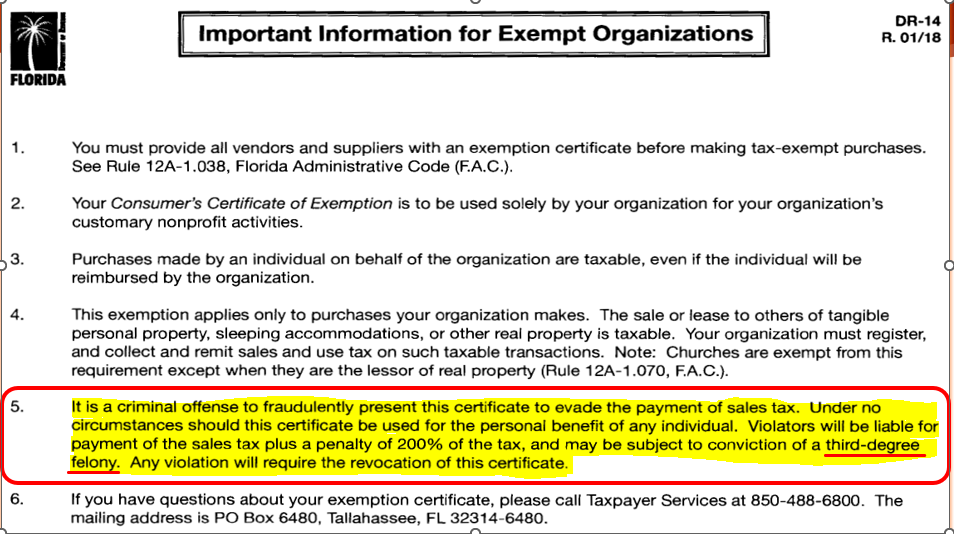 Important Information for Exempt Organizations
DR-14
R. 01/18
FLORIDA
1. You must provide all vendors and suppliers with an exemption certificate before making tax-exempt purchases.
See Rule 12A-1.038, Florida Administrative Code (F.A.C.).
2. Your Consumer's Certificate of Exemption is to be used solely by your organization for your organization's
customary nonprofit activities.
3. Purchases made by an individual on behalf of the organization are taxable, even if the individual will be
reimbursed by the organization.
4. This exemption applies only to purchases your organization makes. The sale or lease to others of tangible
personal property, sleeping accommodations, or other real property is taxable. Your organization must register,
and collect and remit sales and use tax on such taxable transactions. Note: Churches are exempt from this
requirement except when they are the lessor of real property (Rule 12A-1.070, F.A.C.).
5. It is a criminal offense to fraudulently present this certificate to evade the payment of sales tax. Under no
circumstances should this certificate be used for the personal benefit of any individual. Violators will be liable for
payment of the sales tax plus a penalty of 200% of the tax, and may be subject to conviction of a third-degree
felony. Any violation will require the revocation of this certificate.
6. If you have questions about your exemption certificate, please call Taxpayer Services at 850-488-6800. The
mailing address is PO Box 6480, Tallahassee, FL 32314-6480.